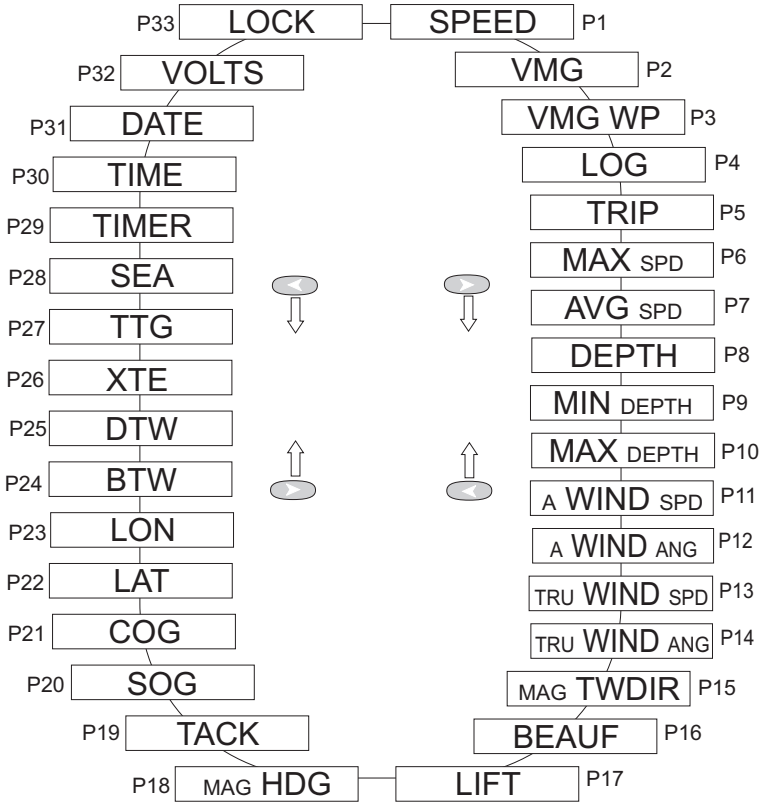 P33 LOCK SPEED P1
P32 VOLTS VMG P2
P31 DATE VMG WP P3
P30 TIME LOG P4
P29 TIMER TRIP P5
P28 SEA MAX SPD P6
P27 TTG AVG SPD P7
P26 XTE DEPTH P8
P25 DTW MIN DEPTH P9
P24 BTW MAX DEPTH P10
P23 LON A WIND SPD P11
P22 LAT A WIND ANG P12
P21 COG TRU WIND SPD P13
P20 SOG TRU WIND ANG P14
P19 TACK MAG TWDIR P15
P18 MAG HDG BEAUF P16
LIFT P17